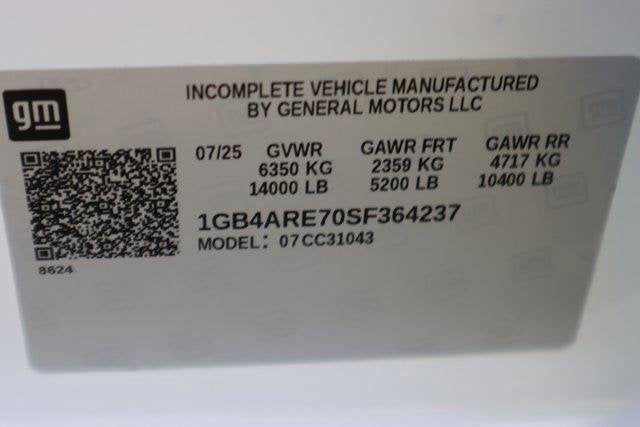 gm
INCOMPLETE VEHICLE MANUFACTURED
BY GENERAL MOTORS LLC
07/25 GVWR GAWR FRT GAWR RR
6350 KG 2359 KG 4717 KG
14000 LB 5200 LB 10400 LB
1GB4ARE70SF364237
MODEL: 07CC31043
8624